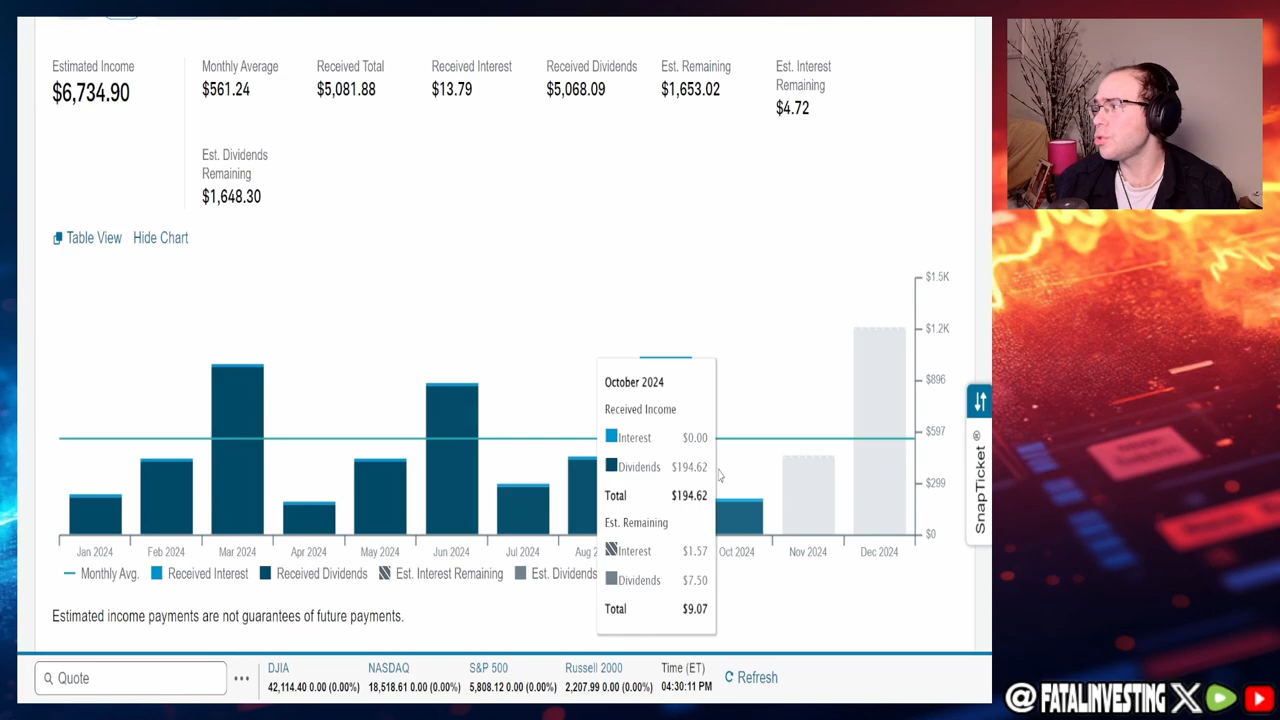 Estimated Income
$6,734.90
Monthly Average
$561.24
Received Total
$5,081.88
Received Interest
$13.79
Received Dividends
$5,068.09
Est. Remaining
$1,653.02
Est. Interest
Remaining
$4.72
Est. Dividends
Remaining
$1,648.30
Table View Hide Chart
$1.5K
$1.2K
$896
$597
$299
$0
October 2024
Received Income
Interest $0.00
Dividends $194.62
Total $194.62
Est. Remaining
Interest $1.57
Dividends $7.50
Total $9.07
Jan 2024 Feb 2024 Mar 2024 Apr 2024 May 2024 Jun 2024 Jul 2024 Aug 2 Oct 2024 Nov 2024 Dec 2024
Monthly Avg. Received Interest Received Dividends Est. Interest Remaining Est. Dividends
Estimated income payments are not guarantees of future payments.
SnapTicket ®
Quote
DJIA
42,114.40 0.00 (0.00%)
NASDAQ
18,518.61 0.00 (0.00%)
S&P 500
5,808.12 0.00 (0.00%)
Russell 2000
2,207.99 0.00 (0.00%)
Time (ET)
04:30:11 PM
Refresh
@FATALINVESTING